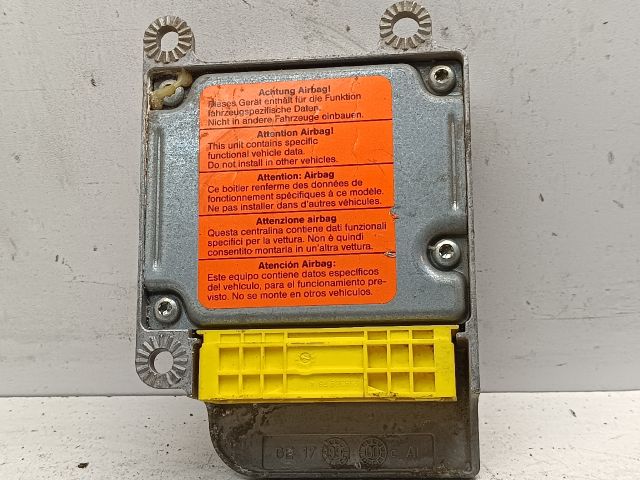 Achtung Airbag!
Dieses Gerät enthält für die Funktion
fahrzeugspezifische Daten.
Nicht in andere Fahrzeuge einbauen.
Attention Airbag!
This unit contains specific
functional vehicle data.
Do not install in other vehicles.
Attention: Airbag
Ce boîtier renferme des données de
fonctionnement spécifiques à ce modèle.
Ne pas installer dans d'autres véhicules.
Attenzione airbag
Questa centralina contiene dati funzionali
specifici per la vettura. Non è quindi
consentito montarla in un'altra vettura.
Atención Airbag:
Este equipo contiene datos específicos
del vehículo, para el funcionamiento pre-
visto. No se monte en otros vehículos.